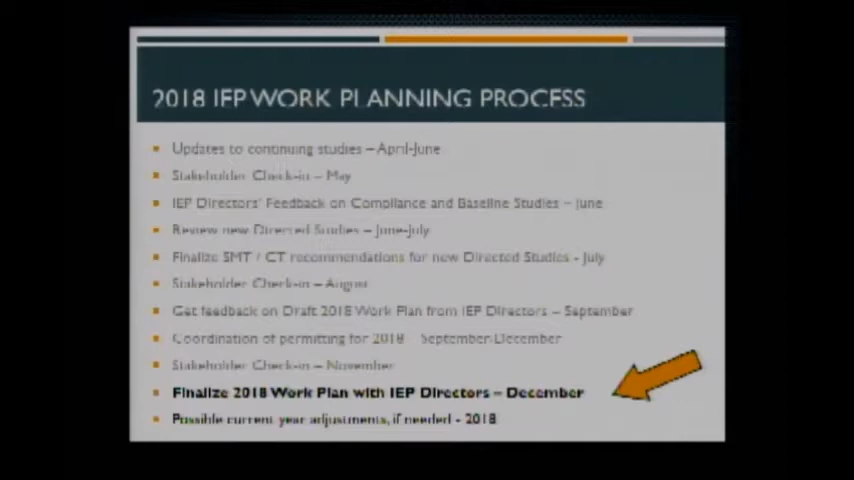 2018 IEP WORK PLANNING PROCESS
Updates to continuing studies – April-June
Stakeholder Check-in – May
IEP Directors' Feedback on Compliance and Baseline Studies – June
Review new Directed Studies – June-July
Finalize SMT / CT recommendations for new Directed Studies - July
Stakeholder Check-in – August
Get feedback on Draft 2018 Work Plan from IEP Directors – September
Coordination of permitting for 2018 – September-December
Stakeholder Check-in – November
Finalize 2018 Work Plan with IEP Directors – December
Possible current year adjustments, if needed - 2018